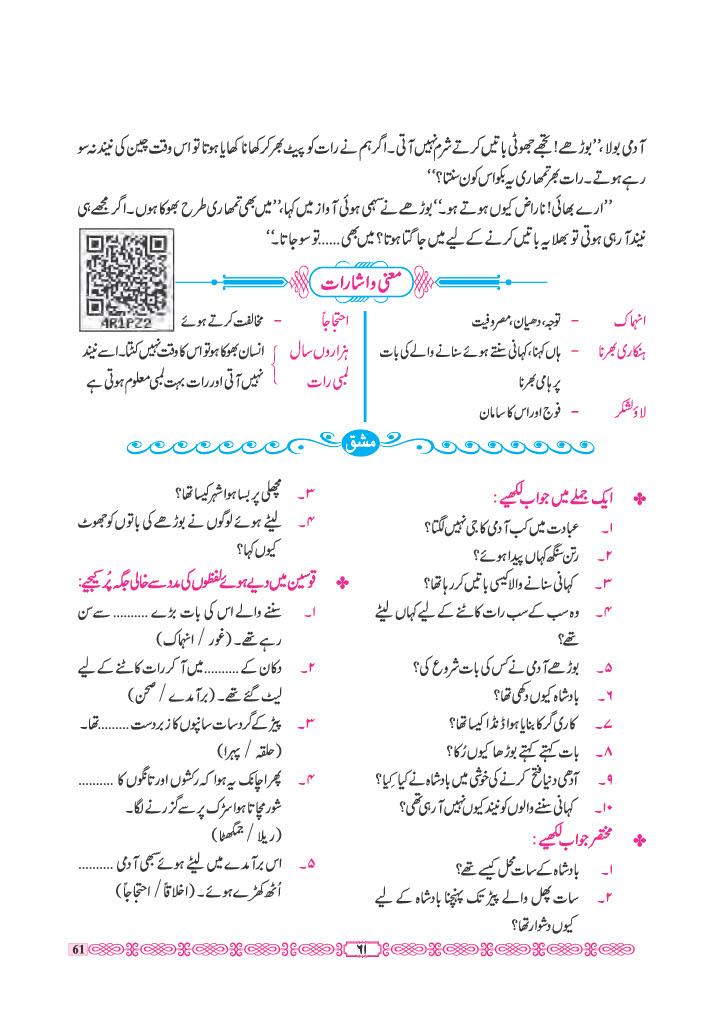 آدمی بولا، ’’بوڑھے! تجھے جھوٹی باتیں کرتے شرم نہیں آتی۔ اگر ہم نے رات کو پیٹ بھر کر کھانا کھایا ہوتا تو اس وقت چین کی نیند نہ سو
رہے ہوتے۔ رات بھر تمھاری یہ بکواس کون سنتا؟‘‘
’’ارے بھائی! ناراض کیوں ہوتے ہو۔‘‘ بوڑھے نے سہمی ہوئی آواز میں کہا، ’’میں بھی تمھاری طرح بھوکا ہوں۔ اگر مجھے ہی
نیند آرہی ہوتی تو بھلا یہ باتیں کرنے کے لیے میں جاگتا ہوتا؟ میں بھی......تو سو جاتا۔‘‘
4R1PZ2
معنی و اشارات
انہماک - توجہ، دھیان، مصروفیت
ہنکاری بھرنا - ہاں کہنا، کہانی سنتے ہوئے سنانے والے کی بات
پر ہامی بھرنا
لاؤ لشکر - فوج اور اس کا سامان
احتجاجاً - مخالفت کرتے ہوئے
ہزاروں سال { انسان بھوکا ہو تو اس کا وقت نہیں کٹتا۔ اسے نیند
لمبی رات نہیں آتی اور رات بہت لمبی معلوم ہوتی ہے
مشق
❖ ایک جملے میں جواب لکھیے :
۱۔ عبادت میں کب آدمی کا جی نہیں لگتا؟
۲۔ رتن سنگھ کہاں پیدا ہوئے؟
۳۔ کہانی سنانے والا کیسی باتیں کر رہا تھا؟
۴۔ وہ سب کے سب رات کاٹنے کے لیے کہاں لیٹے
تھے؟
۵۔ بوڑھے آدمی نے کس کی بات شروع کی؟
۶۔ بادشاہ کیوں دکھی تھا؟
۷۔ کاری گر کا بنایا ہوا ڈنڈا کیسا تھا؟
۸۔ بات کہتے کہتے بوڑھا کیوں رُکا؟
۹۔ آدھی دنیا فتح کرنے کی خوشی میں بادشاہ نے کیا کِیا؟
۱۰۔ کہانی سننے والوں کو نیند کیوں نہیں آ رہی تھی؟
❖ مختصر جواب لکھیے :
۱۔ بادشاہ کے سات محل کیسے تھے؟
۲۔ سات پھل والے پیڑ تک پہنچنا بادشاہ کے لیے
کیوں دشوار تھا؟
۳۔ مچھلی پر بسا ہوا شہر کیسا تھا؟
۴۔ لیٹے ہوئے لوگوں نے بوڑھے کی باتوں کو جھوٹ
کیوں کہا؟
❖ قوسین میں دیے ہوئے لفظوں کی مدد سے خالی جگہ پُر کیجیے:
۱۔ سننے والے اس کی بات بڑے .......... سے سن
رہے تھے۔ (غور / انہماک)
۲۔ دکان کے ..........میں آ کر رات کاٹنے کے لیے
لیٹ گئے تھے۔ (برآمدے / صحن)
۳۔ پیڑ کے گرد سات سانپوں کا زبردست .........تھا۔
(حلقہ / پہرا)
۴۔ پھر اچانک یہ ہوا کہ رکشوں اور تانگوں کا ..........
شور مچاتا ہوا سڑک پر سے گزرنے لگا۔
(ریلا / جمگھٹا)
۵۔ اس برآمدے میں لیٹے ہوئے سبھی آدمی ..........
اُٹھ کھڑے ہوئے۔ (اخلاقاً / احتجاجاً)
۶۱
61